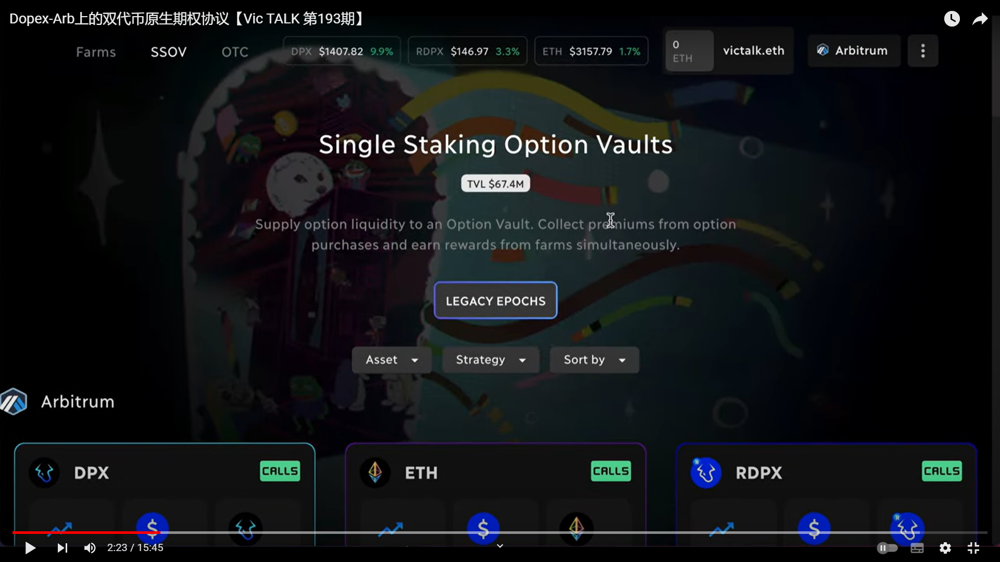 Dopex-Arb上的双代币原生期权协议【Vic TALK 第193期】
Farms SSOV OTC DPX $1407.82 9.9% RDPX $146.97 3.3% ETH $3157.79 1.7% 0 ETH victalk.eth Arbitrum
Single Staking Option Vaults
TVL $67.4M
Supply option liquidity to an Option Vault. Collect premiums from option
purchases and earn rewards from farms simultaneously.
LEGACY EPOCHS
Asset Strategy Sort by
Arbitrum
DPX CALLS ETH CALLS RDPX CALLS
2:23 / 15:45